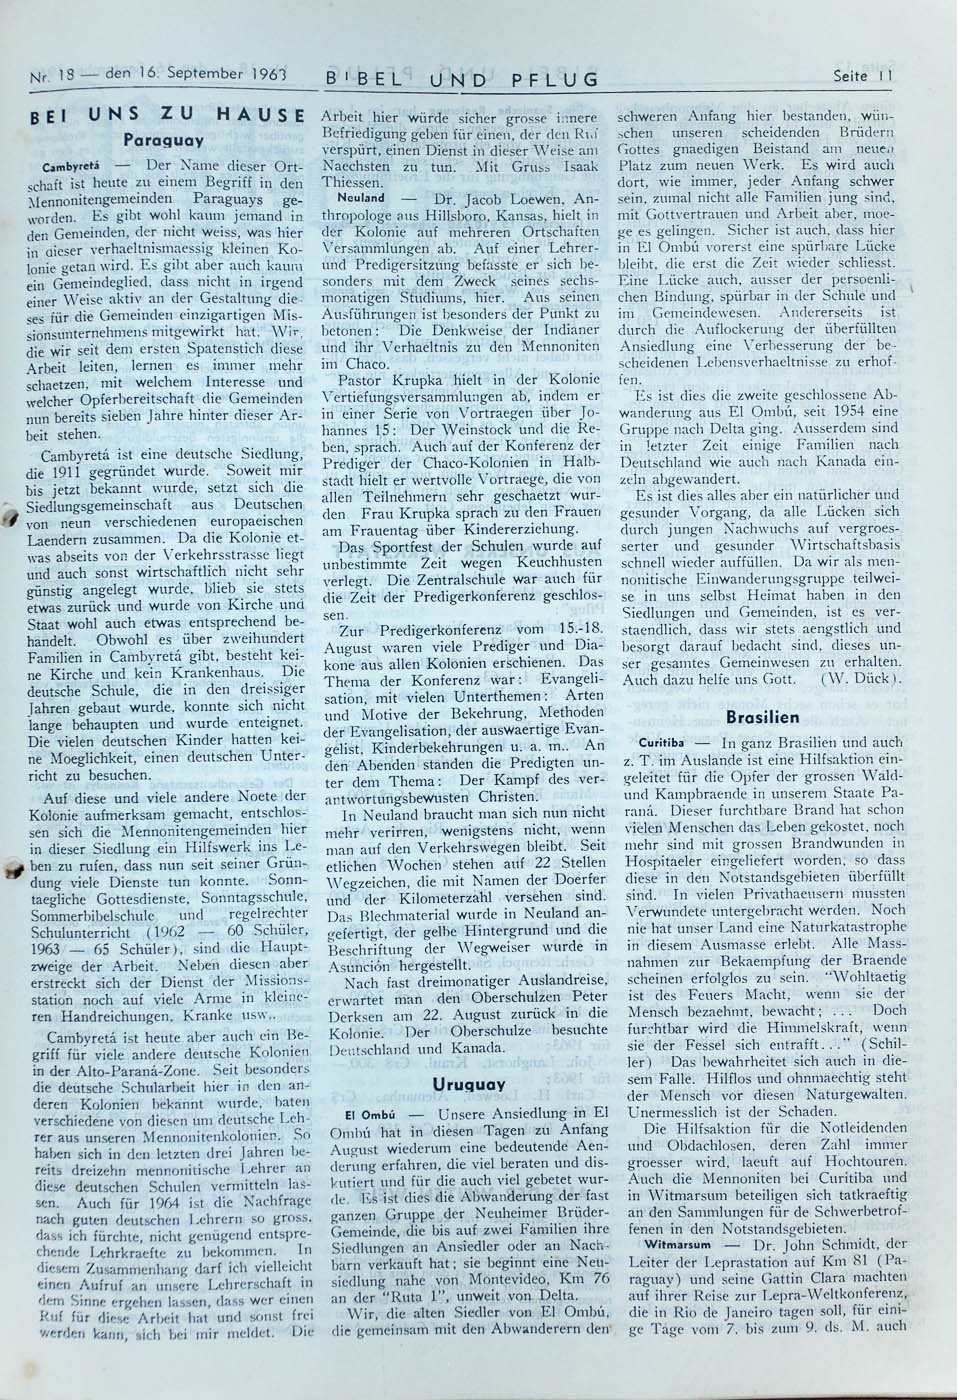 Nr. 18 — den 16. September 1963
BIBEL UND PFLUG
Seite 11
BEI UNS ZU HAUSE
Paraguay
Cambyretá — Der Name dieser Ort-
schaft ist heute zu einem Begriff in den
Mennonitengemeinden Paraguays ge-
worden. Es gibt wohl kaum jemand in
den Gemeinden, der nicht weiss, was hier
in dieser verhaeltnismaessig kleinen Ko-
lonie getan wird. Es gibt aber auch kaum
ein Gemeindeglied, dass nicht in irgend
einer Weise aktiv an der Gestaltung die-
ses für die Gemeinden einzigartigen Mis-
sionsunternehmens mitgewirkt hat. Wir,
die wir seit dem ersten Spatenstich diese
Arbeit leiten, lernen es immer mehr
schaetzen, mit welchem Interesse und
welcher Opferbereitschaft die Gemeinden
nun bereits sieben Jahre hinter dieser Ar-
beit stehen.
Cambyretá ist eine deutsche Siedlung,
die 1911 gegründet wurde. Soweit mir
bis jetzt bekannt wurde, setzt sich die
Siedlungsgemeinschaft aus Deutschen
von neun verschiedenen europaeischen
Laendern zusammen. Da die Kolonie et-
was abseits von der Verkehrsstrasse liegt
und auch sonst wirtschaftlich nicht sehr
günstig angelegt wurde, blieb sie stets
etwas zurück und wurde von Kirche und
Staat wohl auch etwas entsprechend be-
handelt. Obwohl es über zweihundert
Familien in Cambyretá gibt, besteht kei-
ne Kirche und kein Krankenhaus. Die
deutsche Schule, die in den dreissiger
Jahren gebaut wurde, konnte sich nicht
lange behaupten und wurde enteignet.
Die vielen deutschen Kinder hatten kei-
ne Moeglichkeit, einen deutschen Unter-
richt zu besuchen.
Auf diese und viele andere Noete der
Kolonie aufmerksam gemacht, entschlos-
sen sich die Mennonitengemeinden hier
in dieser Siedlung ein Hilfswerk ins Le-
ben zu rufen, dass nun seit seiner Grün-
dung viele Dienste tun konnte. Sonn-
taegliche Gottesdienste, Sonntagsschule,
Sommerbibelschule und regelrechter
Schulunterricht (1962 — 60 Schüler,
1963 — 65 Schüler), sind die Haupt-
zweige der Arbeit. Neben diesen aber
erstreckt sich der Dienst der Missions-
station noch auf viele Arme in kleine-
ren Handreichungen, Kranke usw..
Cambyretá ist heute aber auch ein Be-
griff für viele andere deutsche Kolonien
in der Alto-Paraná-Zone. Seit besonders
die deutsche Schularbeit hier in den an-
deren Kolonien bekannt wurde, baten
verschiedene von diesen um deutsche Leh-
rer aus unseren Mennonitenkolonien. So
haben sich in den letzten drei Jahren be-
reits dreizehn mennonitische Lehrer an
diese deutschen Schulen vermitteln las-
sen. Auch für 1964 ist die Nachfrage
nach guten deutschen Lehrern so gross,
dass ich fürchte, nicht genügend entspre-
chende Lehrkraefte zu bekommen. In
diesem Zusammenhang darf ich vielleicht
einen Aufruf an unsere Lehrerschaft in
dem Sinne ergehen lassen, dass wer einen
Ruf für diese Arbeit hat und sonst frei
werden kann, sich bei mir meldet. Die
Arbeit hier würde sicher grosse innere
Befriedigung geben für einen, der den Ruf
verspürt, einen Dienst in dieser Weise am
Naechsten zu tun. Mit Gruss Isaak
Thiessen.
Neuland — Dr. Jacob Loewen, An-
thropologe aus Hillsboro, Kansas, hielt in
der Kolonie auf mehreren Ortschaften
Versammlungen ab. Auf einer Lehrer-
und Predigersitzung befasste er sich be-
sonders mit dem Zweck seines sechs-
monatigen Studiums, hier. Aus seinen
Ausführungen ist besonders der Punkt zu
betonen: Die Denkweise der Indianer
und ihr Verhaeltnis zu den Mennoniten
im Chaco.
Pastor Krupka hielt in der Kolonie
Vertiefungsversammlungen ab, indem er
in einer Serie von Vortraegen über Jo-
hannes 15: Der Weinstock und die Re-
ben, sprach. Auch auf der Konferenz der
Prediger der Chaco-Kolonien in Halb-
stadt hielt er wertvolle Vortraege, die von
allen Teilnehmern sehr geschaetzt wur-
den. Frau Krupka sprach zu den Frauen
am Frauentag über Kindererziehung.
Das Sportfest der Schulen wurde auf
unbestimmte Zeit wegen Keuchhusten
verlegt. Die Zentralschule war auch für
die Zeit der Predigerkonferenz geschlos-
sen.
Zur Predigerkonferenz vom 15.-18.
August waren viele Prediger und Dia-
kone aus allen Kolonien erschienen. Das
Thema der Konferenz war: Evangeli-
sation, mit vielen Unterthemen: Arten
und Motive der Bekehrung, Methoden
der Evangelisation, der auswaertige Evan-
gelist, Kinderbekehrungen u. a. m.. An
den Abenden standen die Predigten un-
ter dem Thema: Der Kampf des ver-
antwortungsbewusten Christen.
In Neuland braucht man sich nun nicht
mehr verirren, wenigstens nicht, wenn
man auf den Verkehrswegen bleibt. Seit
etlichen Wochen stehen auf 22 Stellen
Wegzeichen, die mit Namen der Doerfer
und der Kilometerzahl versehen sind.
Das Blechmaterial wurde in Neuland an-
gefertigt, der gelbe Hintergrund und die
Beschriftung der Wegweiser wurde in
Asunción hergestellt.
Nach fast dreimonatiger Auslandreise,
erwartet man den Oberschulzen Peter
Derksen am 22. August zurück in die
Kolonie. Der Oberschulze besuchte
Deutschland und Kanada.
Uruguay
El Ombú — Unsere Ansiedlung in El
Ombú hat in diesen Tagen zu Anfang
August wiederum eine bedeutende Aen-
derung erfahren, die viel beraten und dis-
kutiert und für die auch viel gebetet wur-
de. Es ist dies die Abwanderung der fast
ganzen Gruppe der Neuheimer Brüder-
Gemeinde, die bis auf zwei Familien ihre
Siedlungen an Ansiedler oder an Nach-
barn verkauft hat; sie beginnt eine Neu-
siedlung nahe von Montevideo, Km 76
an der "Ruta 1", unweit von Delta.
Wir, die alten Siedler von El Ombú,
die gemeinsam mit den Abwanderern den
schweren Anfang hier bestanden, wün-
schen unseren scheidenden Brüdern
Gottes gnaedigen Beistand am neuen
Platz zum neuen Werk. Es wird auch
dort, wie immer, jeder Anfang schwer
sein, zumal nicht alle Familien jung sind,
mit Gottvertrauen und Arbeit aber, moe-
ge es gelingen. Sicher ist auch, dass hier
in El Ombú vorerst eine spürbare Lücke
bleibt, die erst die Zeit wieder schliesst.
Eine Lücke auch, ausser der persoenli-
chen Bindung, spürbar in der Schule und
im Gemeindewesen. Andererseits ist
durch die Auflockerung der überfüllten
Ansiedlung eine Verbesserung der be-
scheidenen Lebensverhaeltnisse zu erhof-
fen.
Es ist dies die zweite geschlossene Ab-
wanderung aus El Ombú, seit 1954 eine
Gruppe nach Delta ging. Ausserdem sind
in letzter Zeit einige Familien nach
Deutschland wie auch nach Kanada ein-
zeln abgewandert.
Es ist dies alles aber ein natürlicher und
gesunder Vorgang, da alle Lücken sich
durch jungen Nachwuchs auf vergroes-
serter und gesunder Wirtschaftsbasis
schnell wieder auffüllen. Da wir als men-
nonitische Einwanderungsgruppe teilwei-
se in uns selbst Heimat haben in den
Siedlungen und Gemeinden, ist es ver-
staendlich, dass wir stets aengstlich und
besorgt darauf bedacht sind, dieses un-
ser gesamtes Gemeinwesen zu erhalten.
Auch dazu helfe uns Gott. (W. Dück).
Brasilien
Curitiba — In ganz Brasilien und auch
z. T. im Auslande ist eine Hilfsaktion ein-
geleitet für die Opfer der grossen Wald-
und Kampbraende in unserem Staate Pa-
raná. Dieser furchtbare Brand hat schon
vielen Menschen das Leben gekostet, noch
mehr sind mit grossen Brandwunden in
Hospitaeler eingeliefert worden, so dass
diese in den Notstandsgebieten überfüllt
sind. In vielen Privathaeusern mussten
Verwundete untergebracht werden. Noch
nie hat unser Land eine Naturkatastrophe
in diesem Ausmasse erlebt. Alle Mass-
nahmen zur Bekaempfung der Braende
scheinen erfolglos zu sein. "Wohltaetig
ist des Feuers Macht, wenn sie der
Mensch bezaehmt, bewacht; ... Doch
furchtbar wird die Himmelskraft, wenn
sie der Fessel sich entrafft..." (Schil-
ler) Das bewahrheitet sich auch in die-
sem Falle. Hilflos und ohnmaechtig steht
der Mensch vor diesen Naturgewalten.
Unermesslich ist der Schaden.
Die Hilfsaktion für die Notleidenden
und Obdachlosen, deren Zahl immer
groesser wird, laeuft auf Hochtouren.
Auch die Mennoniten bei Curitiba und
in Witmarsum beteiligen sich tatkraeftig
an den Sammlungen für de Schwerbetrof-
fenen in den Notstandsgebieten.
Witmarsum — Dr. John Schmidt, der
Leiter der Leprastation auf Km 81 (Pa-
raguay) und seine Gattin Clara machten
auf ihrer Reise zur Lepra-Weltkonferenz,
die in Rio de Janeiro tagen soll, für eini-
ge Tage vom 7. bis zum 9. ds. M. auch